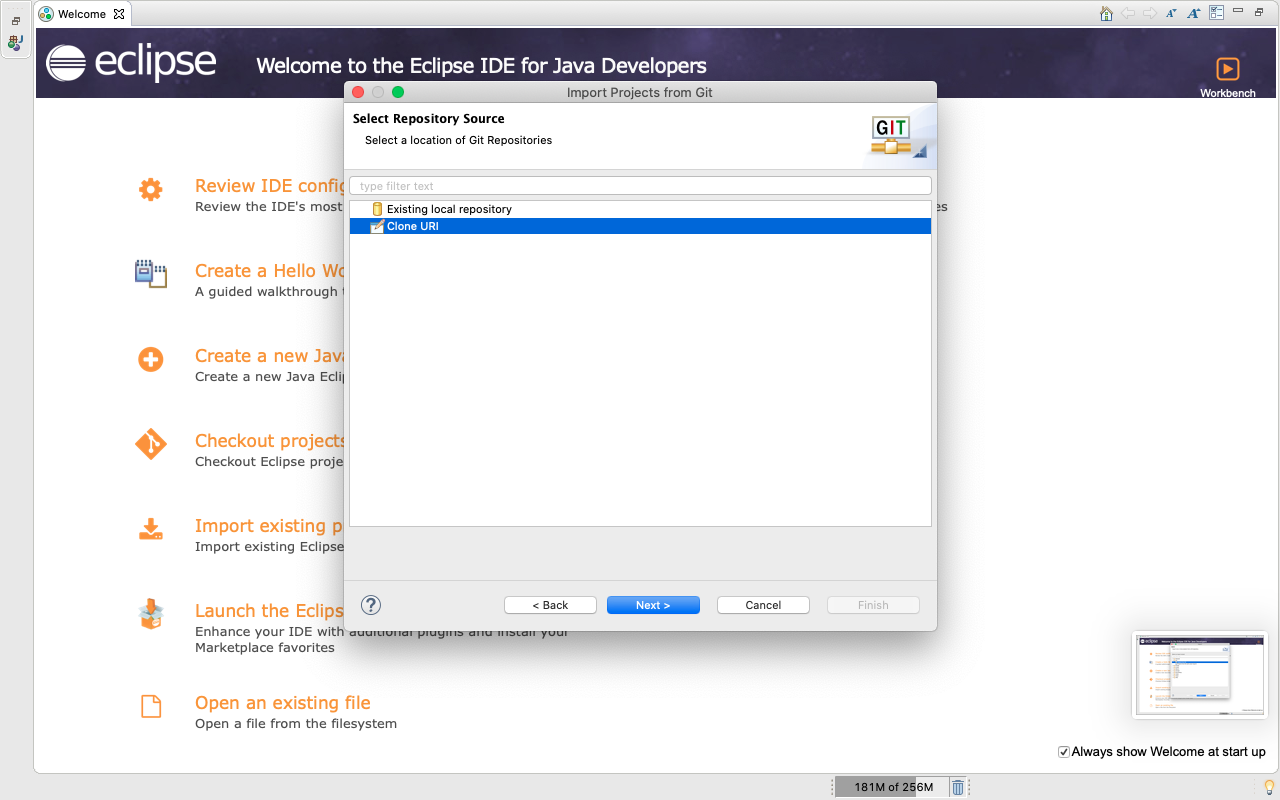 Welcome
eclipse
Welcome to the Eclipse IDE for Java Developers
Workbench
Import Projects from Git
Select Repository Source
Select a location of Git Repositories
GIT
type filter text
Existing local repository
Clone URI
Review IDE config
Review the IDE's most
es
Create a Hello Wo
A guided walkthrough
Create a new Java
Create a new Java Ecli
Checkout projects
Checkout Eclipse proje
Import existing p
Import existing Eclipse
Launch the Eclips
Enhance your IDE with additional plugins and install your
Marketplace favorites
Open an existing file
Open a file from the filesystem
?
< Back
Next >
Cancel
Finish
Always show Welcome at start up
181M of 256M